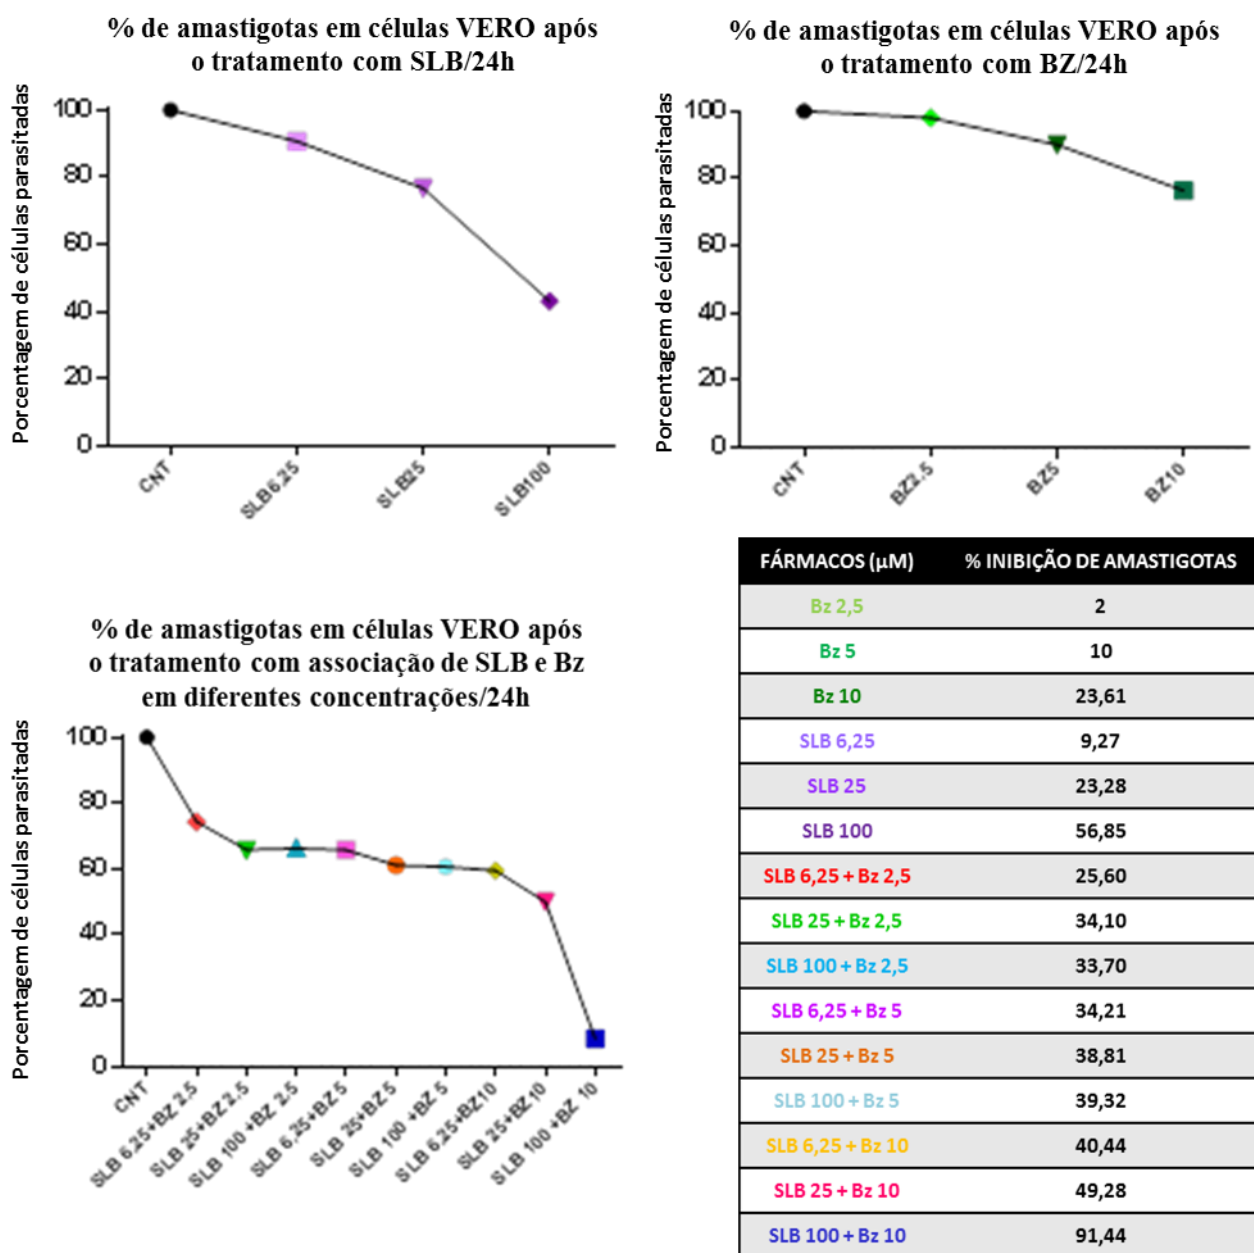 % de amastigotas em células VERO após
o tratamento com SLB/24h
Porcentagem de células parasitadas
100
80
60
40
20
0
CNT
SLB6,25
SLB25
SLB100
% de amastigotas em células VERO após
o tratamento com BZ/24h
Porcentagem de células parasitadas
100
80
60
40
20
0
CNT
BZ2,5
BZ5
BZ10
% de amastigotas em células VERO após
o tratamento com associação de SLB e Bz
em diferentes concentrações/24h
Porcentagem de células parasitadas
100
80
60
40
20
0
CNT
SLB 6,25+BZ 2,5
SLB 25+BZ 2,5
SLB 100 +BZ 2,5
SLB 6,25+BZ 5
SLB 25+BZ 5
SLB 100 +BZ 5
SLB 6,25+BZ10
SLB 25+BZ10
SLB 100 +BZ 10
FÁRMACOS (µM) % INIBIÇÃO DE AMASTIGOTAS
Bz 2,5 2
Bz 5 10
Bz 10 23,61
SLB 6,25 9,27
SLB 25 23,28
SLB 100 56,85
SLB 6,25 + Bz 2,5 25,60
SLB 25 + Bz 2,5 34,10
SLB 100 + Bz 2,5 33,70
SLB 6,25 + Bz 5 34,21
SLB 25 + Bz 5 38,81
SLB 100 + Bz 5 39,32
SLB 6,25 + Bz 10 40,44
SLB 25 + Bz 10 49,28
SLB 100 + Bz 10 91,44